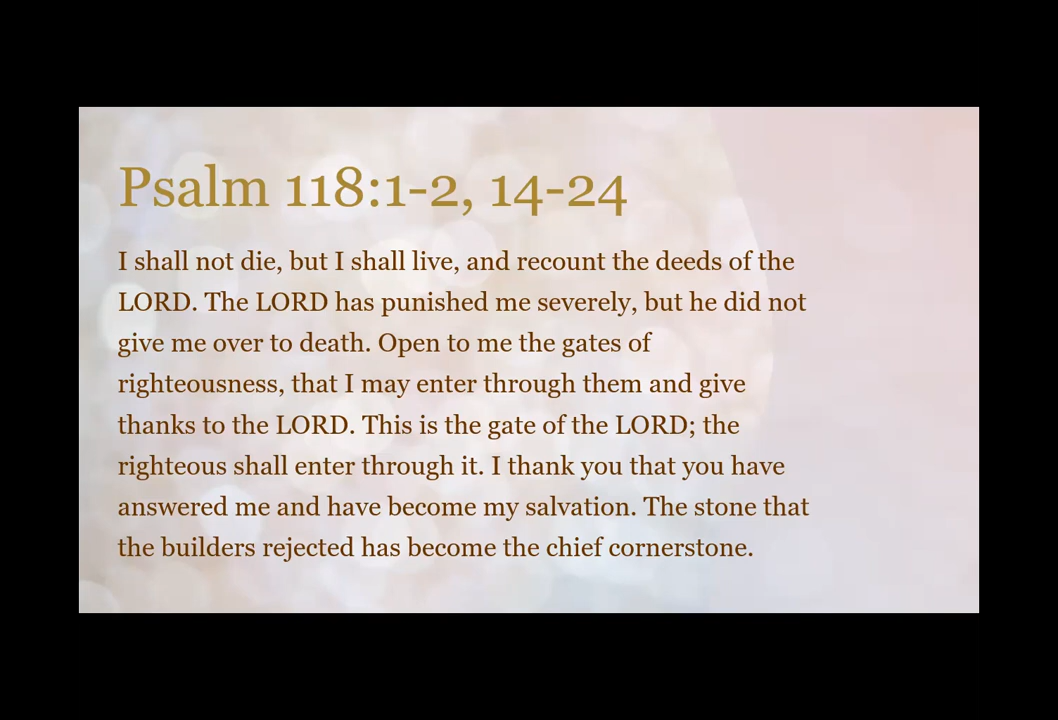 Psalm 118:1-2, 14-24
I shall not die, but I shall live, and recount the deeds of the
LORD. The LORD has punished me severely, but he did not
give me over to death. Open to me the gates of
righteousness, that I may enter through them and give
thanks to the LORD. This is the gate of the LORD; the
righteous shall enter through it. I thank you that you have
answered me and have become my salvation. The stone that
the builders rejected has become the chief cornerstone.